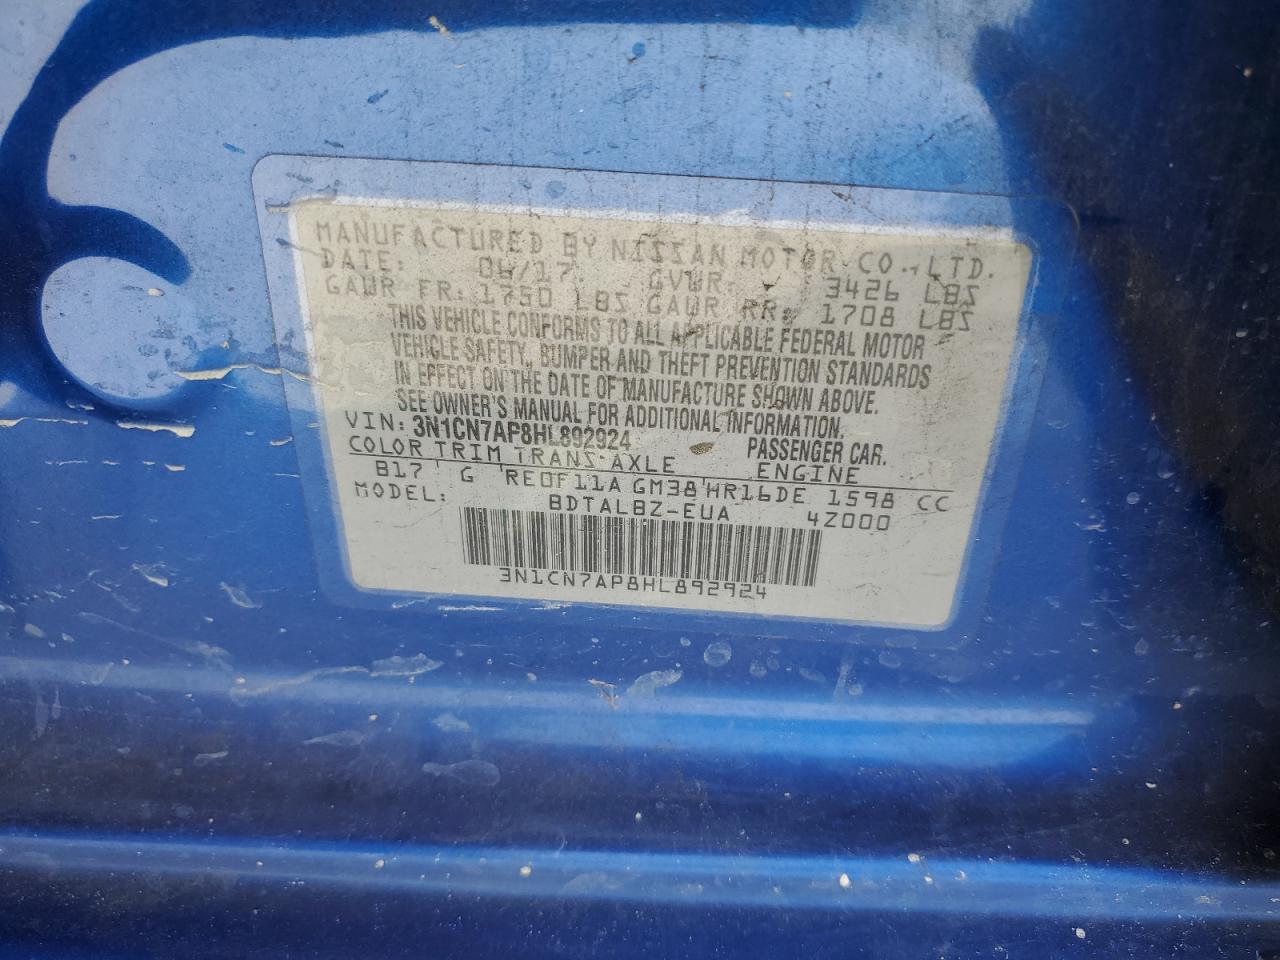 MANUFACTURED BY NISSAN MOTOR CO.,LTD.
DATE: 06/17 GVWR: 3426 LBS
GAWR FR: 1750 LBS GAWR RR: 1708 LBS
THIS VEHICLE CONFORMS TO ALL APPLICABLE FEDERAL MOTOR
VEHICLE SAFETY, BUMPER AND THEFT PREVENTION STANDARDS
IN EFFECT ON THE DATE OF MANUFACTURE SHOWN ABOVE.
SEE OWNER'S MANUAL FOR ADDITIONAL INFORMATION.
VIN: 3N1CN7AP8HL892924 PASSENGER CAR.
COLOR TRIM TRANS AXLE ENGINE
B17 G RE0F11A GM38 HR16DE 1598 CC
MODEL: BDTALBZ-EUA 4Z000
3N1CN7AP8HL892924